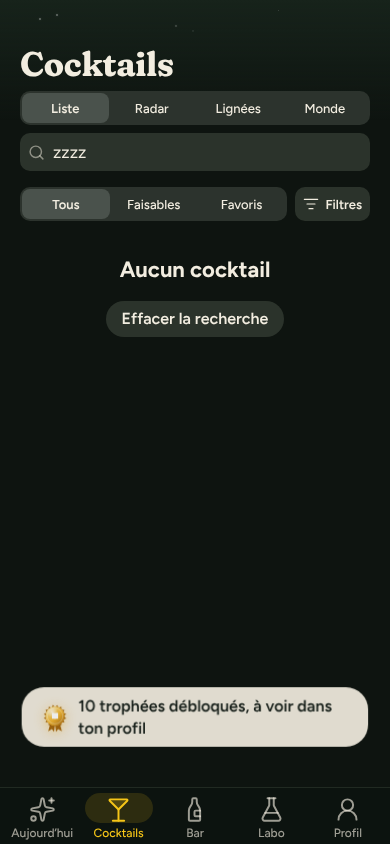 Cocktails
Liste Radar Lignées Monde
zzzz
Tous Faisables Favoris Filtres
Aucun cocktail
Effacer la recherche
10 trophées débloqués, à voir dans
ton profil
Aujourd'hui Cocktails Bar Labo Profil